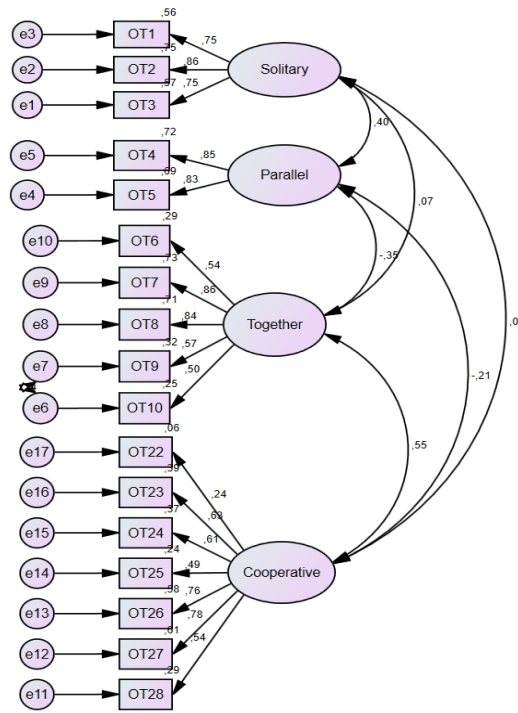 ,56
e3 OT1 ,75
,75
e2 OT2 ,86 Solitary
,57 ,75
e1 OT3
,40
,72
e5 OT4 ,85
,69 Parallel
e4 OT5 ,83
,07
,29
e10 OT6 ,54
,73 -,35
e9 OT7 ,86
,71
e8 OT8 ,84 Together
,32 ,57
e7 OT9 ,50
,25 -,21
e6 OT10
,06
e17 OT22 ,55
,39 ,24
e16 OT23 ,63
,37
e15 OT24 ,61
,24
e14 OT25 ,49 Cooperative
,58 ,76
e13 OT26 ,78
,61 ,54
e12 OT27
,29
e11 OT28